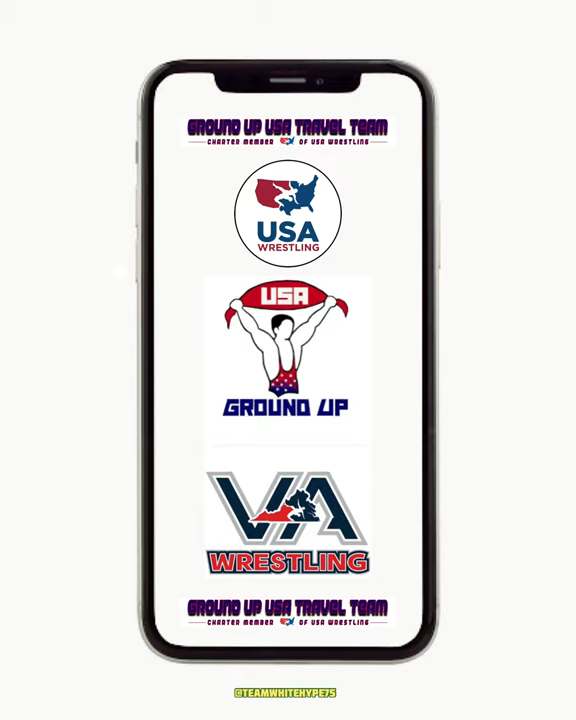 GROUND UP USA TRAVEL TEAM
CHARTER MEMBER OF USA WRESTLING
USA
WRESTLING
USA
GROUND UP
VA
WRESTLING
GROUND UP USA TRAVEL TEAM
CHARTER MEMBER OF USA WRESTLING
@TEAMWHITEHYPE75